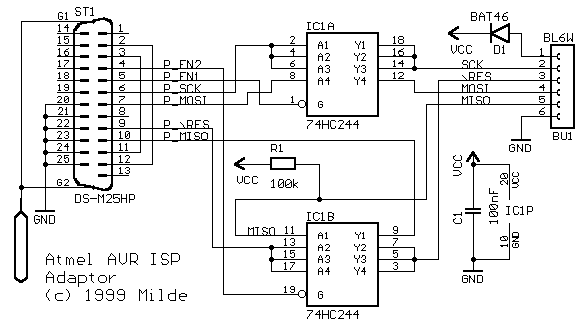 ST1
G1
14
15
16
17
18
19
20
21
22
23
24
25
G2
1
2
3
4
5
6
7
8
9
10
11
12
13
DS-M25HP
GND
P_EN2
P_EN1
P_SCK
P_MOSI
P_\RES
P_MISO
IC1A
2
4
6
8
1
A1
A2
A3
A4
G
Y1
Y2
Y3
Y4
18
16
14
12
74HC244
BAT46
VCC
D1
SCK
\RES
MOSI
MISO
BL6W
1
2
3
4
5
6
BU1
GND
R1
VCC
100k
IC1B
MISO
11
13
15
17
19
A1
A2
A3
A4
G
Y1
Y2
Y3
Y4
9
7
5
3
74HC244
VCC
C1
100nF
20
VCC
IC1P
10
GND
GND
Atmel AVR ISP
Adaptor
(c) 1999 Milde